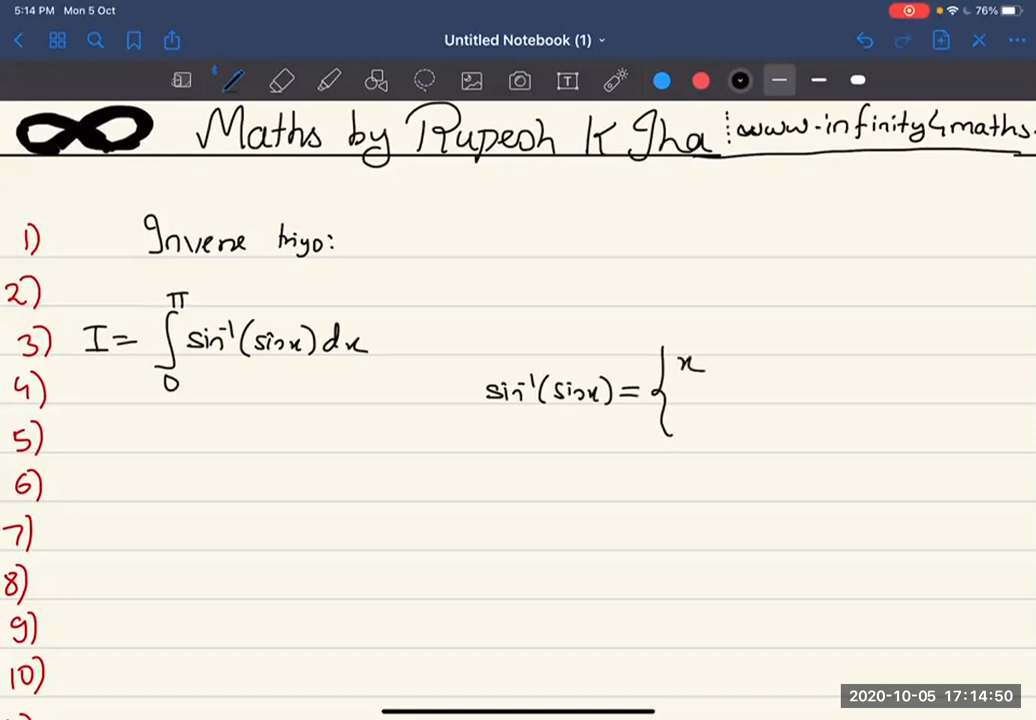 5:14 PM Mon 5 Oct 76%
Untitled Notebook (1)
Maths by Rupesh K Jha www.infinity4maths.
1) Inverse trigo:
2)
3) I = ∫₀^π sin⁻¹(sinx) dx
4) sin⁻¹(sinx) = { x
5)
6)
7)
8)
9)
10)
2020-10-05 17:14:50